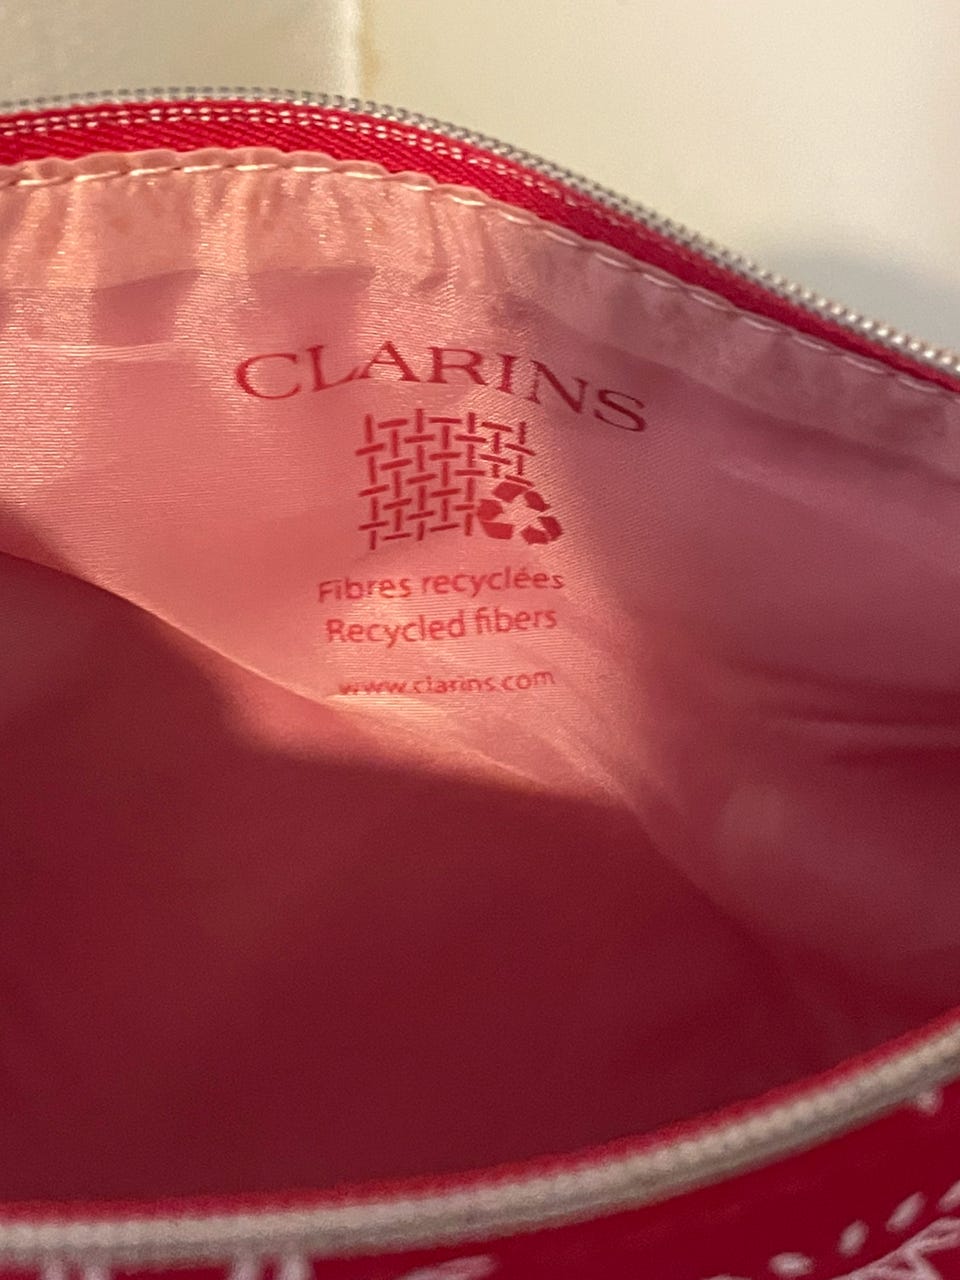 CLARINS
Fibres recyclées
Recycled fibers
www.clarins.com